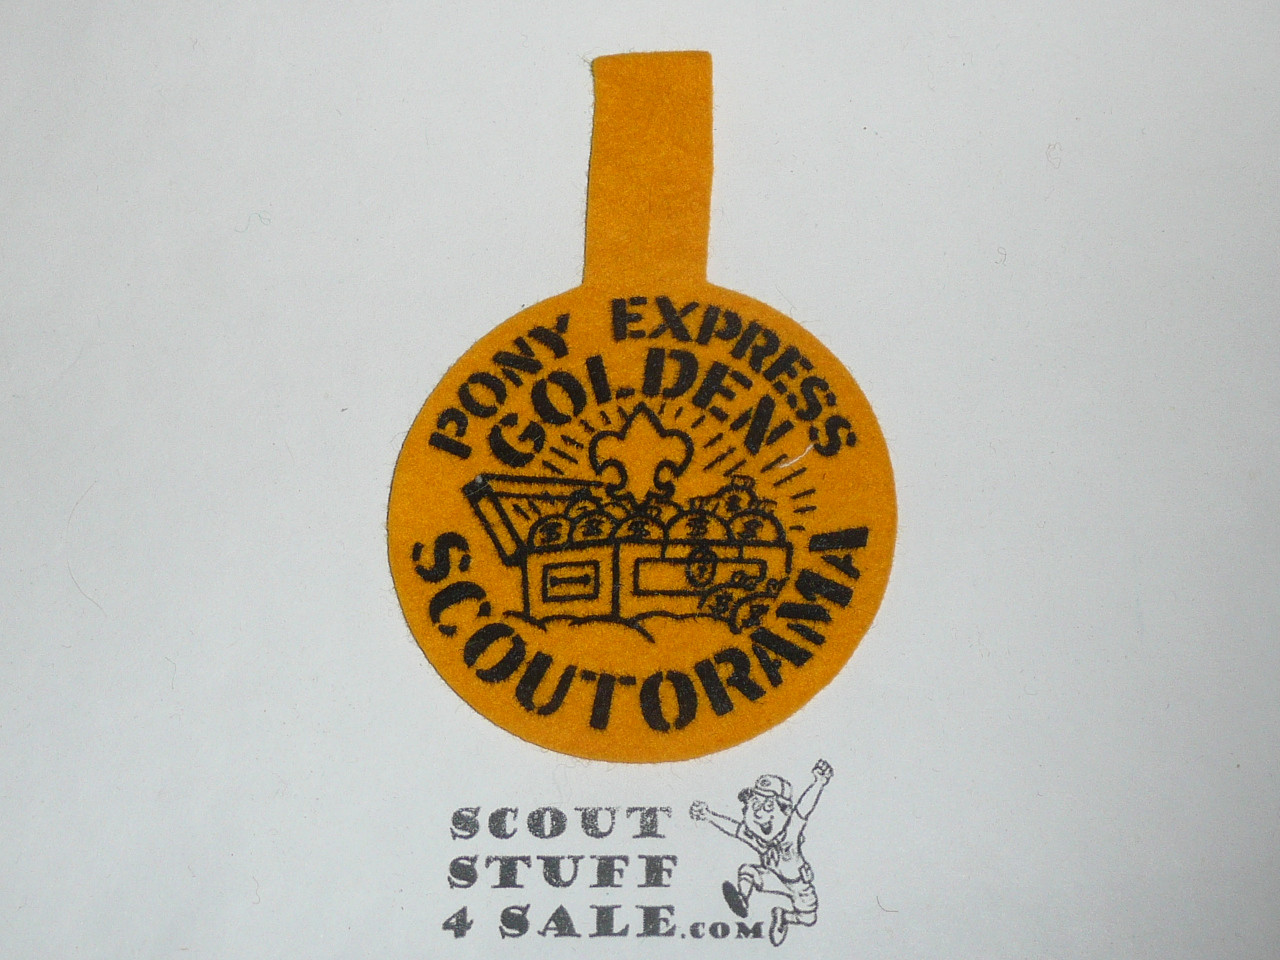 PONY EXPRESS
GOLDEN
SCOUTORAMA
SCOUT
STUFF
4 SALE.COM